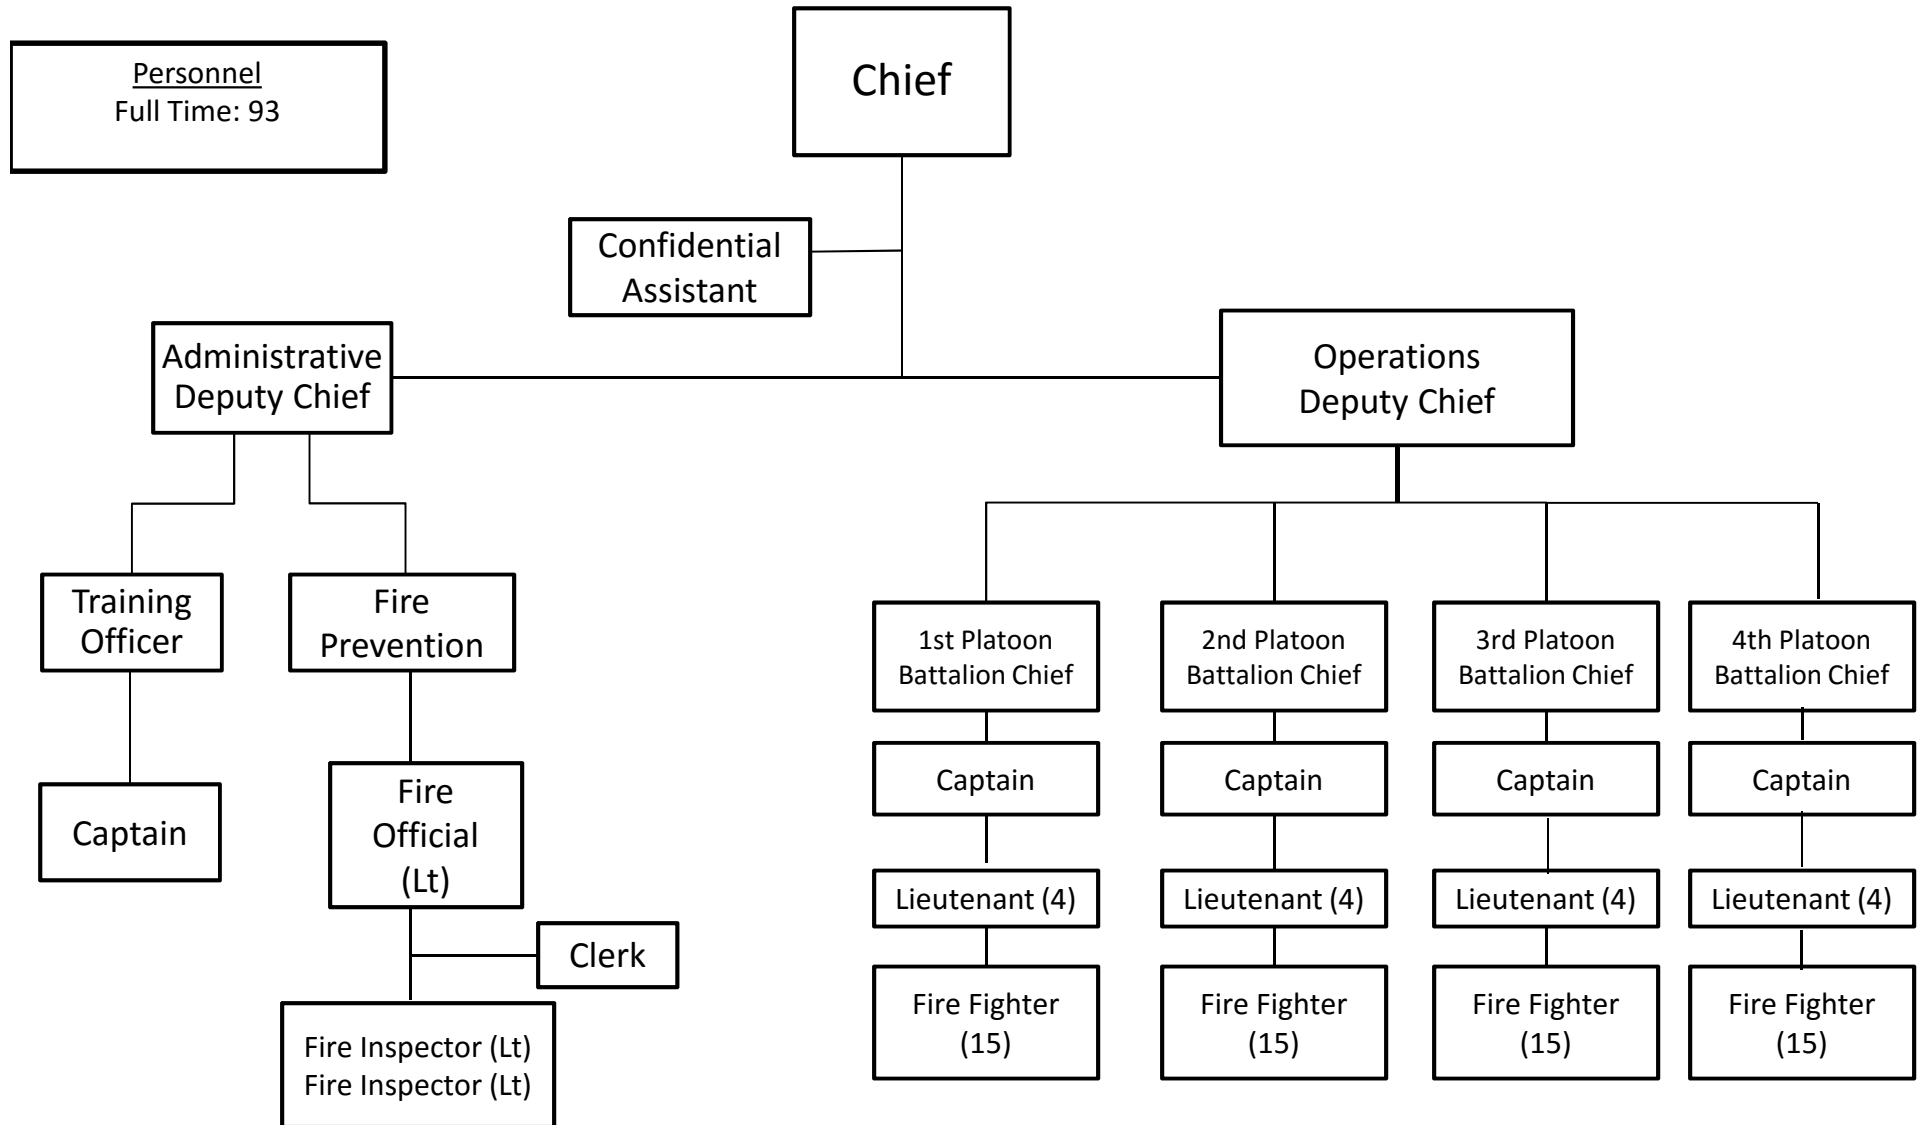 Personnel
Full Time: 93
Chief
Confidential
Assistant
Administrative
Deputy Chief
Operations
Deputy Chief
Training
Officer
Fire
Prevention
Captain
Fire
Official
(Lt)
Clerk
Fire Inspector (Lt)
Fire Inspector (Lt)
1st Platoon
Battalion Chief
Captain
Lieutenant (4)
Fire Fighter
(15)
2nd Platoon
Battalion Chief
Captain
Lieutenant (4)
Fire Fighter
(15)
3rd Platoon
Battalion Chief
Captain
Lieutenant (4)
Fire Fighter
(15)
4th Platoon
Battalion Chief
Captain
Lieutenant (4)
Fire Fighter
(15)